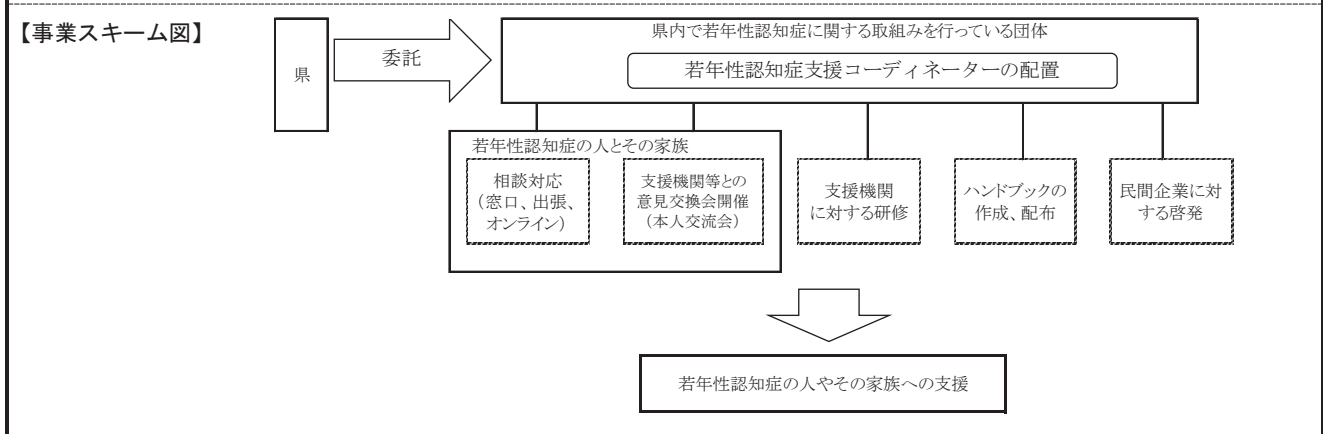 【事業スキーム図】
県
委託
県内で若年性認知症に関する取組みを行っている団体
若年性認知症支援コーディネーターの配置
若年性認知症の人とその家族
相談対応
（窓口、出張、
オンライン）
支援機関等との
意見交換会開催
（本人交流会）
支援機関
に対する研修
ハンドブックの
作成、配布
民間企業に対
する啓発
若年性認知症の人やその家族への支援